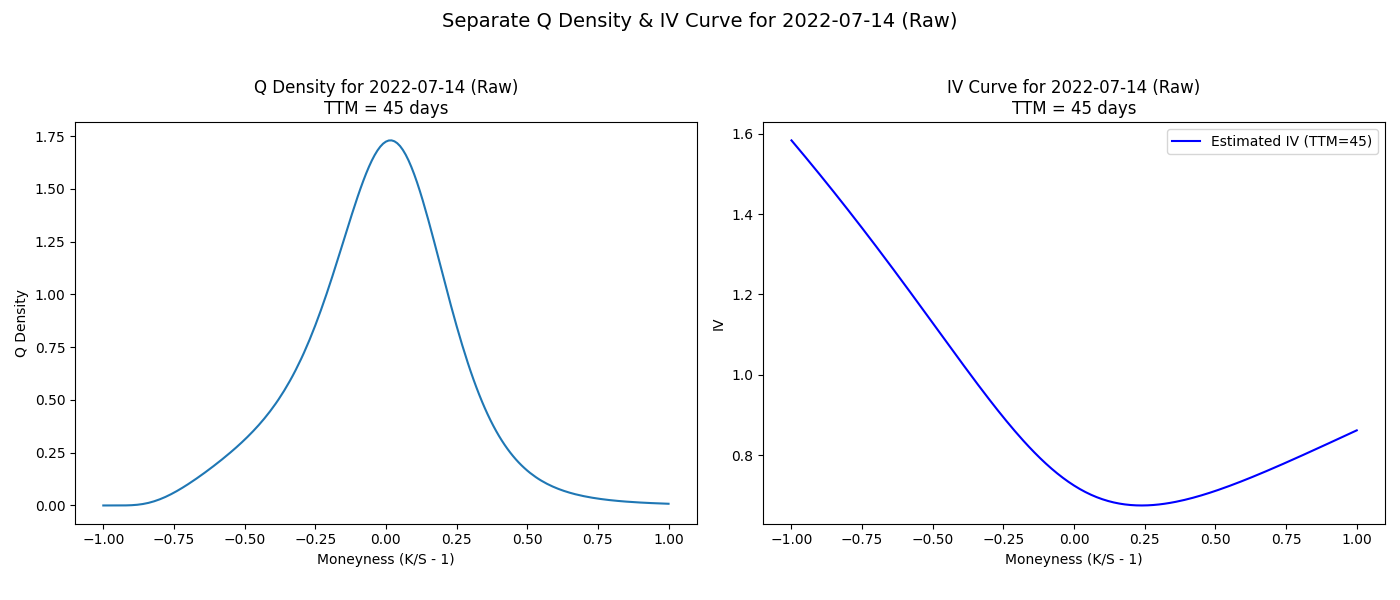 Separate Q Density & IV Curve for 2022-07-14 (Raw)
Q Density for 2022-07-14 (Raw)
TTM = 45 days
1.75
1.50
1.25
1.00
0.75
0.50
0.25
0.00
Q Density
−1.00 −0.75 −0.50 −0.25 0.00 0.25 0.50 0.75 1.00
Moneyness (K/S - 1)
IV Curve for 2022-07-14 (Raw)
TTM = 45 days
Estimated IV (TTM=45)
1.6
1.4
1.2
1.0
0.8
IV
−1.00 −0.75 −0.50 −0.25 0.00 0.25 0.50 0.75 1.00
Moneyness (K/S - 1)